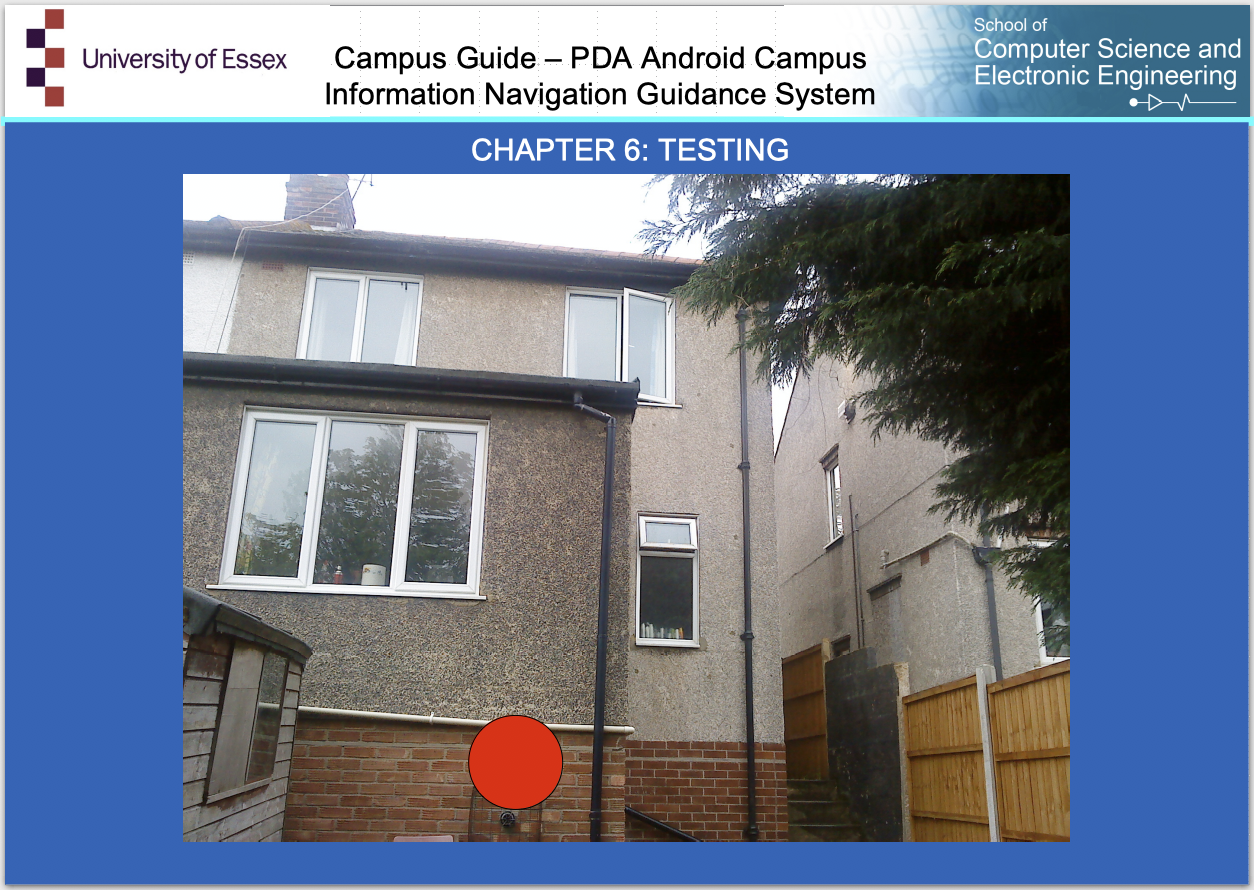 University of Essex
Campus Guide – PDA Android Campus
Information Navigation Guidance System
School of
Computer Science and
Electronic Engineering
CHAPTER 6: TESTING